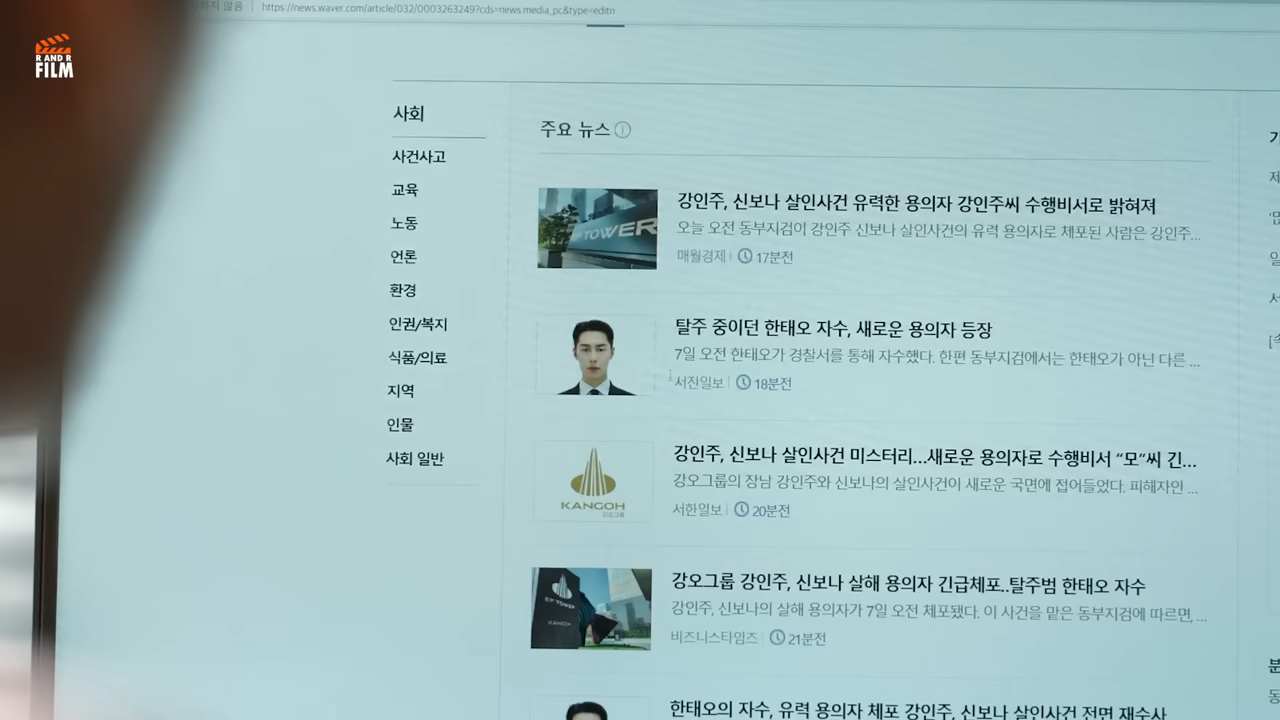 하지 않음
https://news.waver.com/article/032/0003263249?cds=news.media_pc&type=editn
R AND R
FILM
사회
사건사고
교육
노동
언론
환경
인권/복지
식품/의료
지역
인물
사회 일반
주요 뉴스
TOWER
강인주, 신보나 살인사건 유력한 용의자 강인주씨 수행비서로 밝혀져
오늘 오전 동부지검이 강인주 신보나 살인사건의 유력 용의자로 체포된 사람은 강인주...
매월경제
17분전
탈주 중이던 한태오 자수, 새로운 용의자 등장
7일 오전 한태오가 경찰서를 통해 자수했다. 한편 동부지검에서는 한태오가 아닌 다른 ...
서진일보
18분전
KANGOH
강오그룹
강인주, 신보나 살인사건 미스터리...새로운 용의자로 수행비서 “모”씨 긴...
강오그룹의 장남 강인주와 신보나의 살인사건이 새로운 국면에 접어들었다. 피해자인 ...
서한일보
20분전
TOWER
KANGOH
강오그룹 강인주, 신보나 살해 용의자 긴급체포..탈주범 한태오 자수
강인주, 신보나의 살해 용의자가 7일 오전 체포됐다. 이 사건을 맡은 동부지검에 따르면, ...
비즈니스타임즈
21분전
한태오의 자수, 유력 용의자 체포 강인주, 신보나 살인사건 전면 재수사